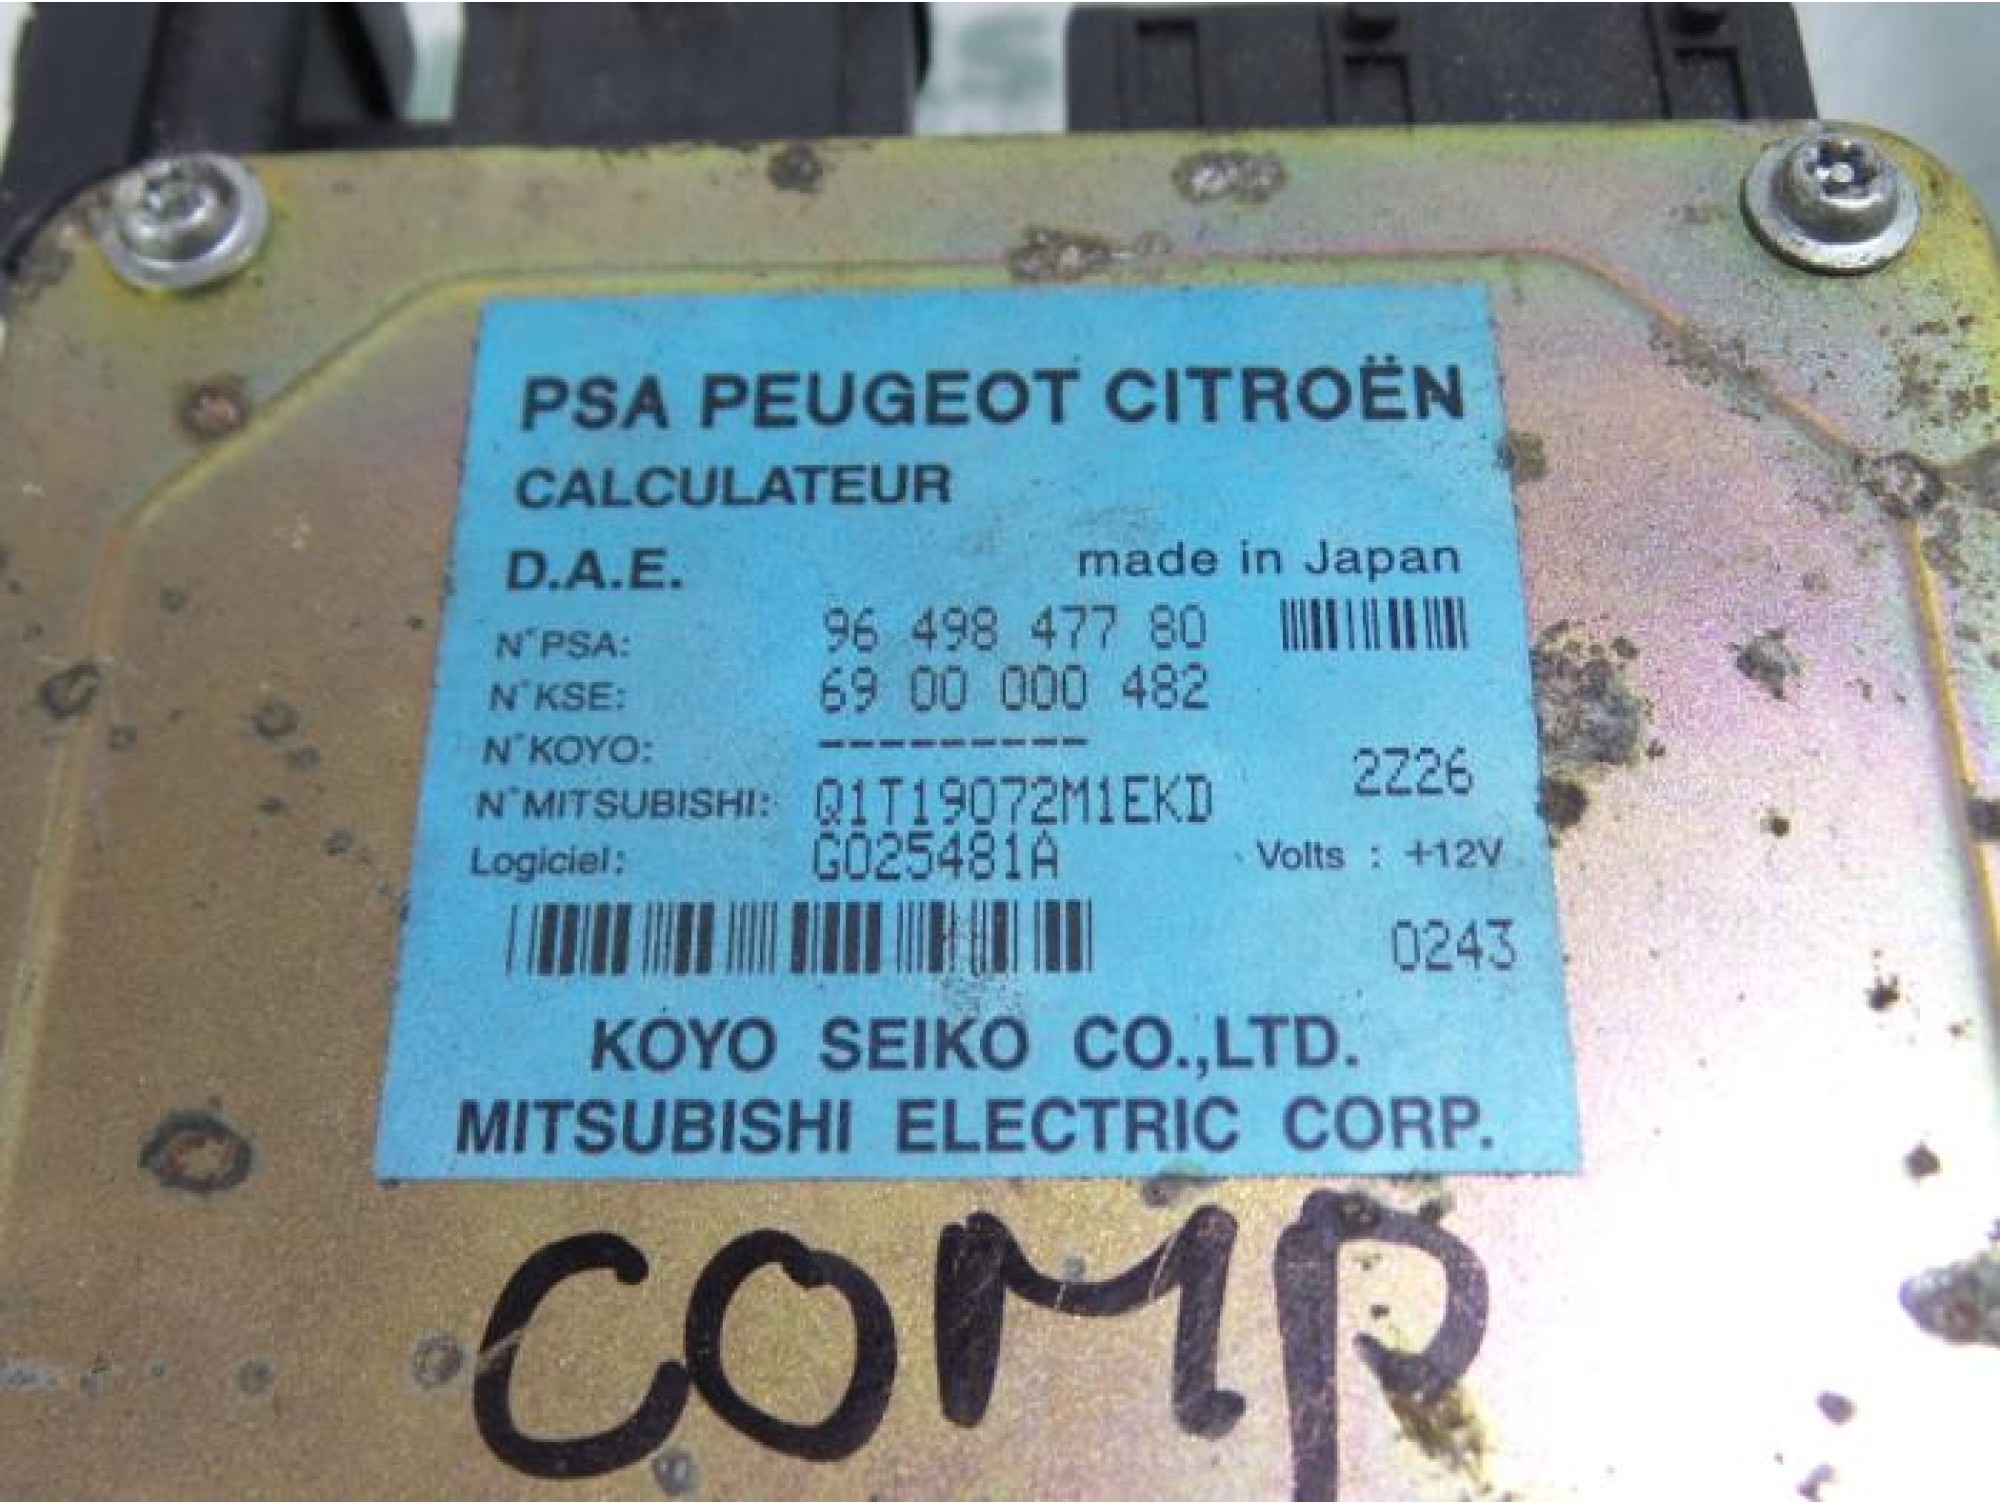 PSA PEUGEOT CITROËN
CALCULATEUR
D.A.E. made in Japan
N°PSA: 96 498 477 80
N°KSE: 69 00 000 482
N°KOYO: ---------
2Z26
N°MITSUBISHI: Q1T19072M1EKD
Logiciel: G025481A Volts : +12V
0243
KOYO SEIKO CO.,LTD.
MITSUBISHI ELECTRIC CORP.
COMP